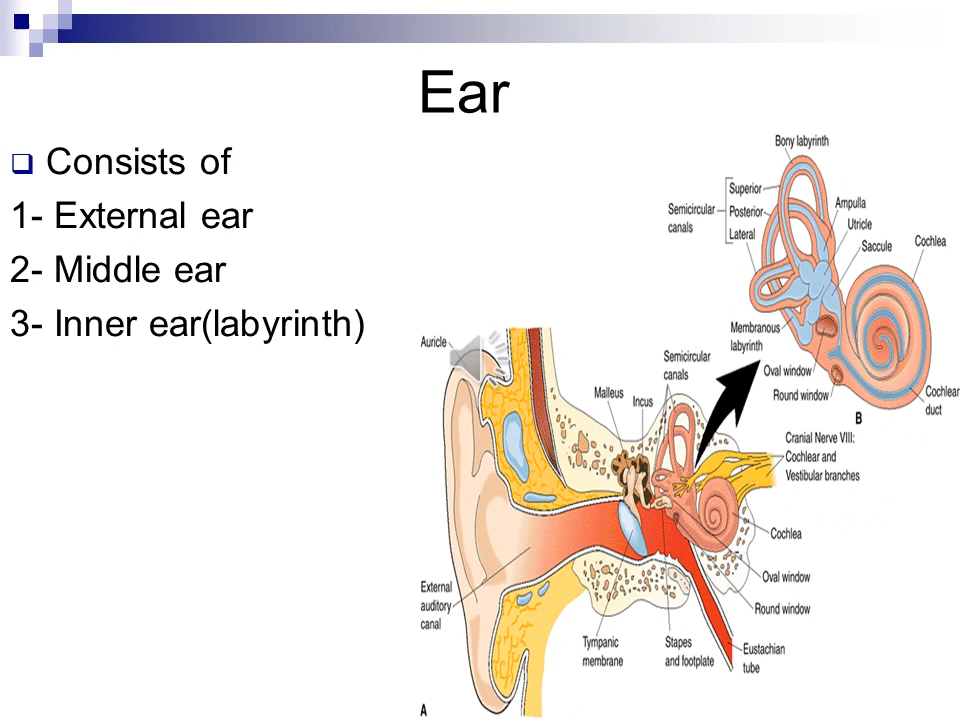 Ear
Consists of
1- External ear
2- Middle ear
3- Inner ear(labyrinth)
Bony labyrinth
Superior
Semicircular
canals
Posterior
Lateral
Ampulla
Utricle
Saccule
Cochlea
Membranous
labyrinth
Oval window
Round window
Cochlear
duct
B
Auricle
Semicircular
canals
Malleus
Incus
Cranial Nerve VIII:
Cochlear and
Vestibular branches
Cochlea
Oval window
Round window
External
auditory
canal
Tympanic
membrane
Stapes
and footplate
Eustachian
tube
A